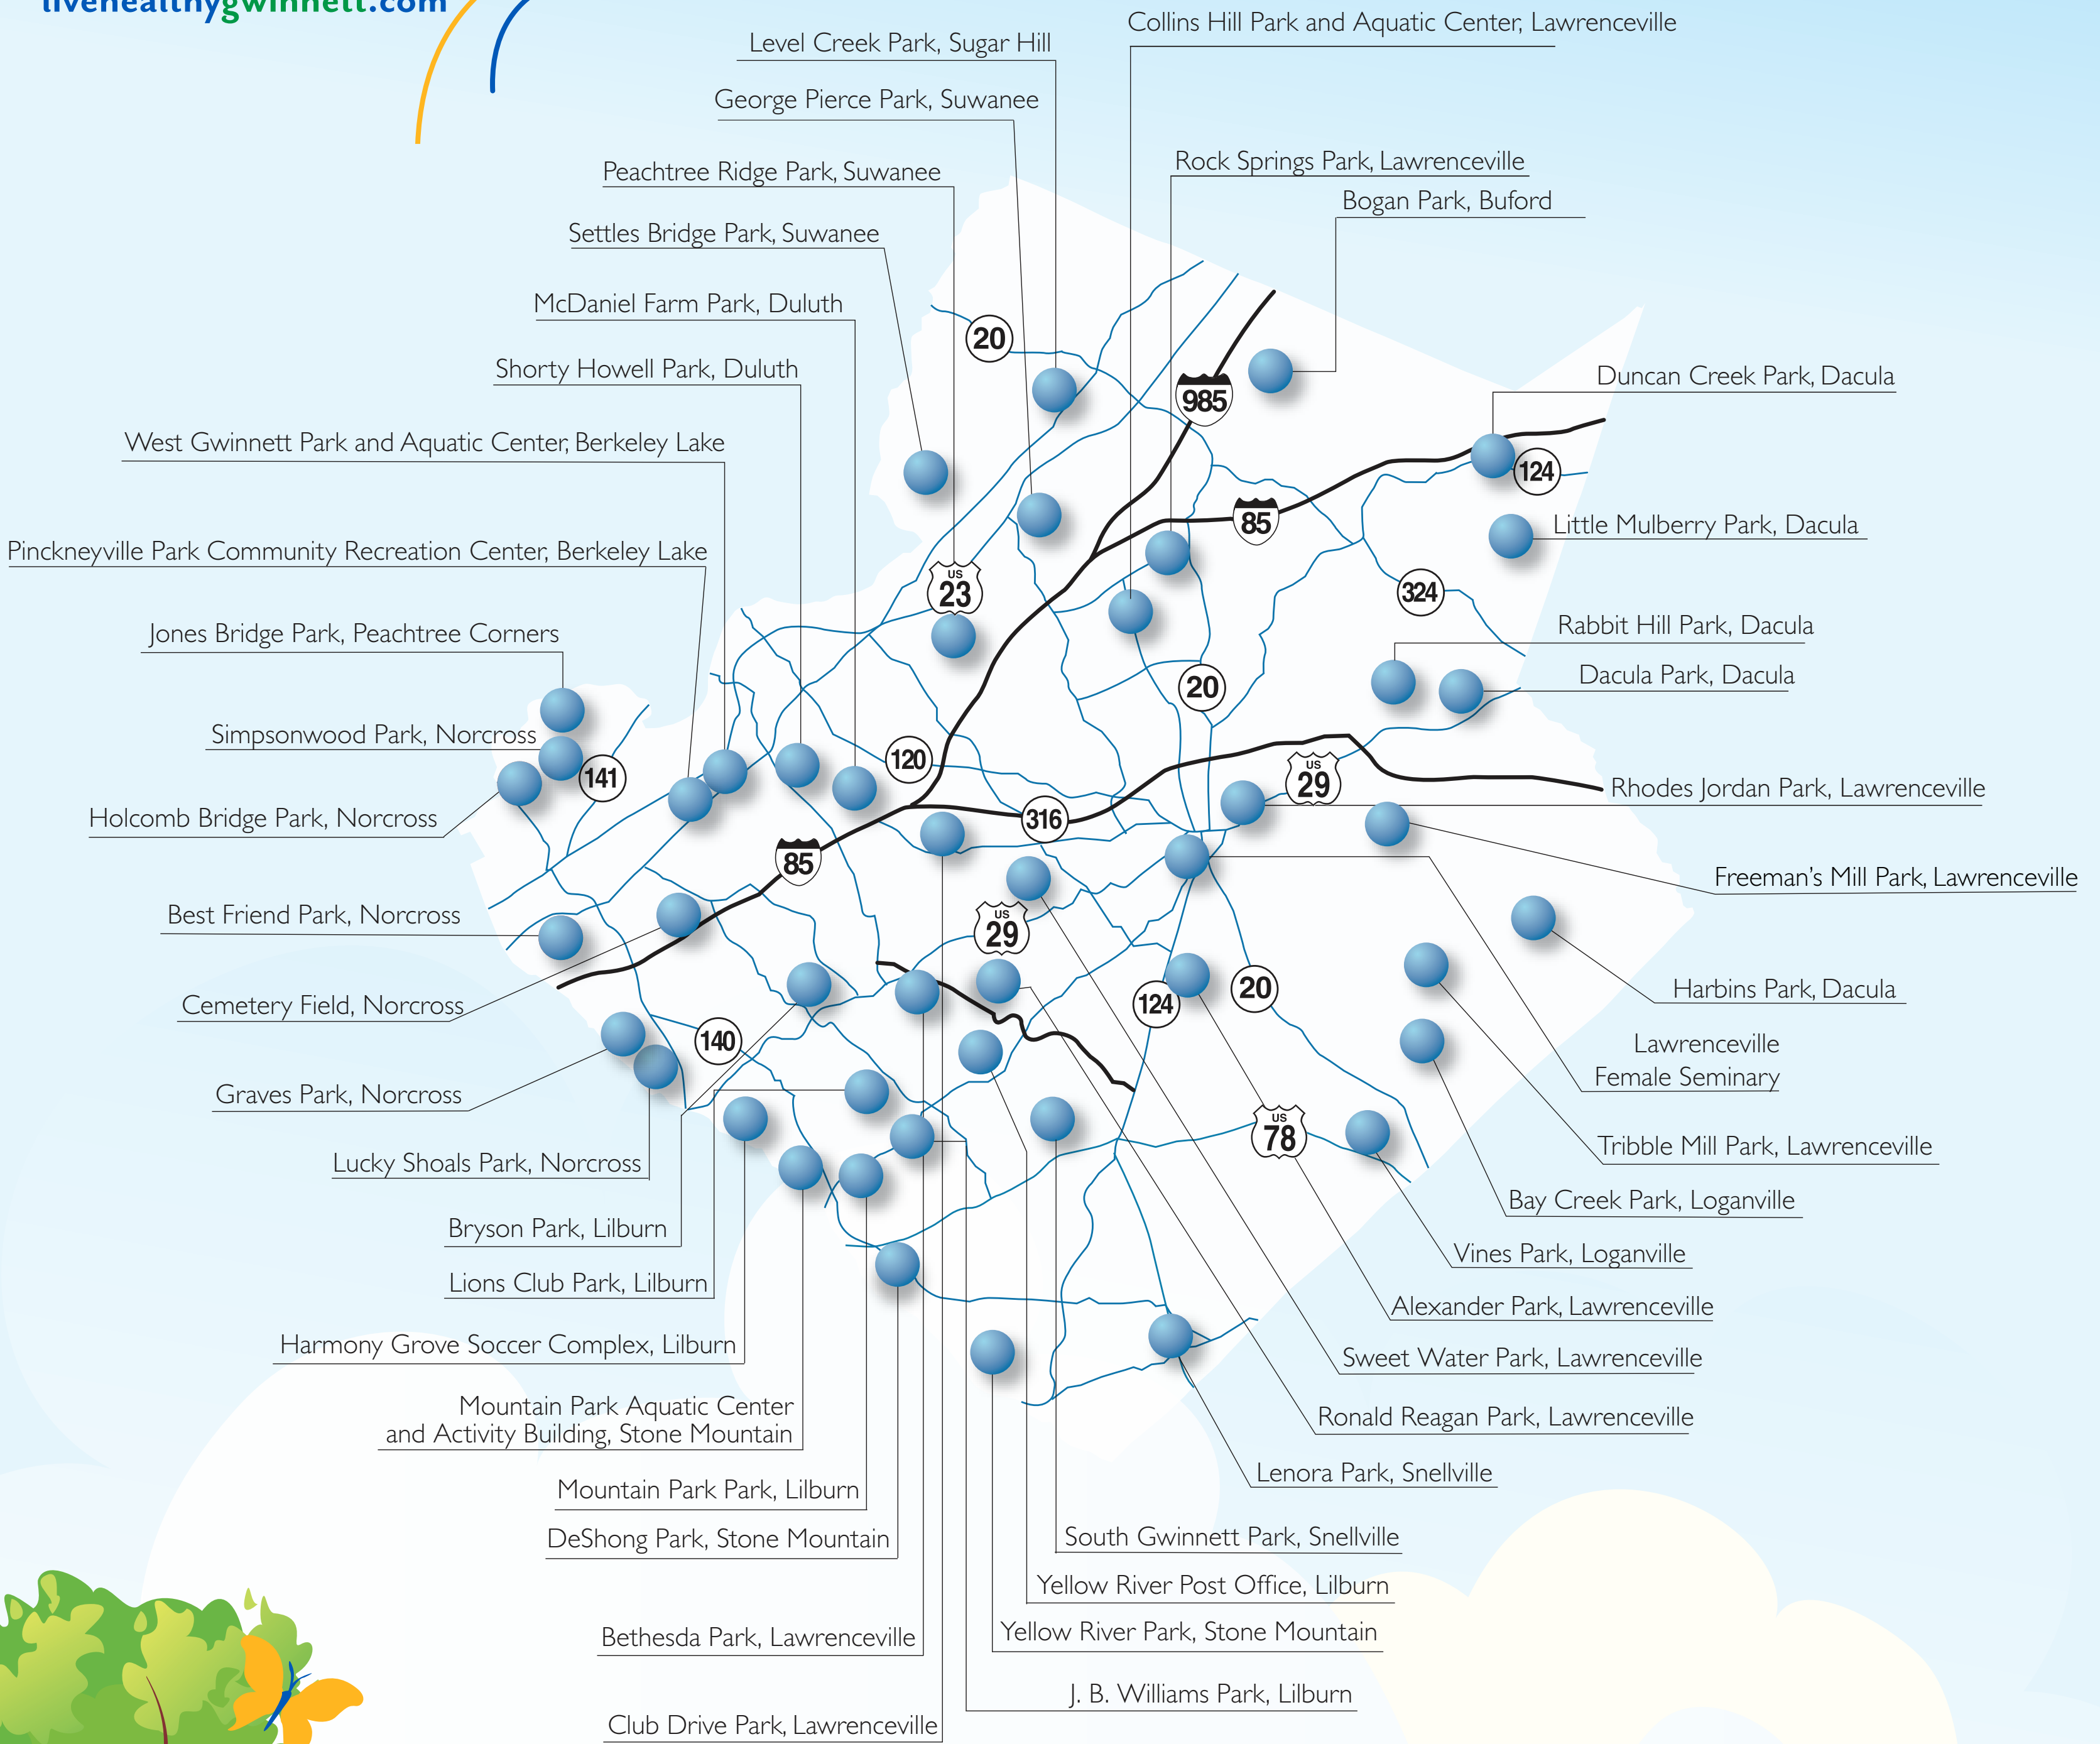 livehealthygwinnett.com
Collins Hill Park and Aquatic Center, Lawrenceville
Level Creek Park, Sugar Hill
George Pierce Park, Suwanee
Rock Springs Park, Lawrenceville
Peachtree Ridge Park, Suwanee
Bogan Park, Buford
Settles Bridge Park, Suwanee
McDaniel Farm Park, Duluth
20
Shorty Howell Park, Duluth
985
Duncan Creek Park, Dacula
West Gwinnett Park and Aquatic Center, Berkeley Lake
124
85
Little Mulberry Park, Dacula
Pinckneyville Park Community Recreation Center, Berkeley Lake
US
23
324
Jones Bridge Park, Peachtree Corners
Rabbit Hill Park, Dacula
Dacula Park, Dacula
20
Simpsonwood Park, Norcross
141
120
US
29
Rhodes Jordan Park, Lawrenceville
Holcomb Bridge Park, Norcross
316
85
Freeman's Mill Park, Lawrenceville
Best Friend Park, Norcross
US
29
Harbins Park, Dacula
Cemetery Field, Norcross
124
20
140
Lawrenceville
Female Seminary
Graves Park, Norcross
US
78
Tribble Mill Park, Lawrenceville
Lucky Shoals Park, Norcross
Bay Creek Park, Loganville
Bryson Park, Lilburn
Vines Park, Loganville
Lions Club Park, Lilburn
Alexander Park, Lawrenceville
Harmony Grove Soccer Complex, Lilburn
Sweet Water Park, Lawrenceville
Mountain Park Aquatic Center
and Activity Building, Stone Mountain
Ronald Reagan Park, Lawrenceville
Lenora Park, Snellville
Mountain Park Park, Lilburn
DeShong Park, Stone Mountain
South Gwinnett Park, Snellville
Yellow River Post Office, Lilburn
Bethesda Park, Lawrenceville
Yellow River Park, Stone Mountain
J. B. Williams Park, Lilburn
Club Drive Park, Lawrenceville